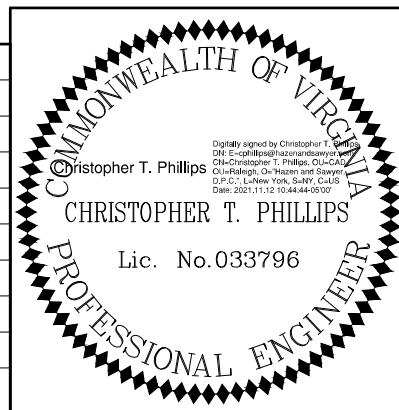 COMMONWEALTH OF VIRGINIA
Christopher T. Phillips
Digitally signed by Christopher T. Phillips
DN: E=cphillips@hazenandsawyer.com,
CN=Christopher T. Phillips, OU=CAD,
OU=Raleigh, O="Hazen and Sawyer,
D.P.C.", L=New York, S=NY, C=US
Date: 2021.11.12 10:44:44-05'00'
CHRISTOPHER T. PHILLIPS
Lic. No.033796
PROFESSIONAL ENGINEER